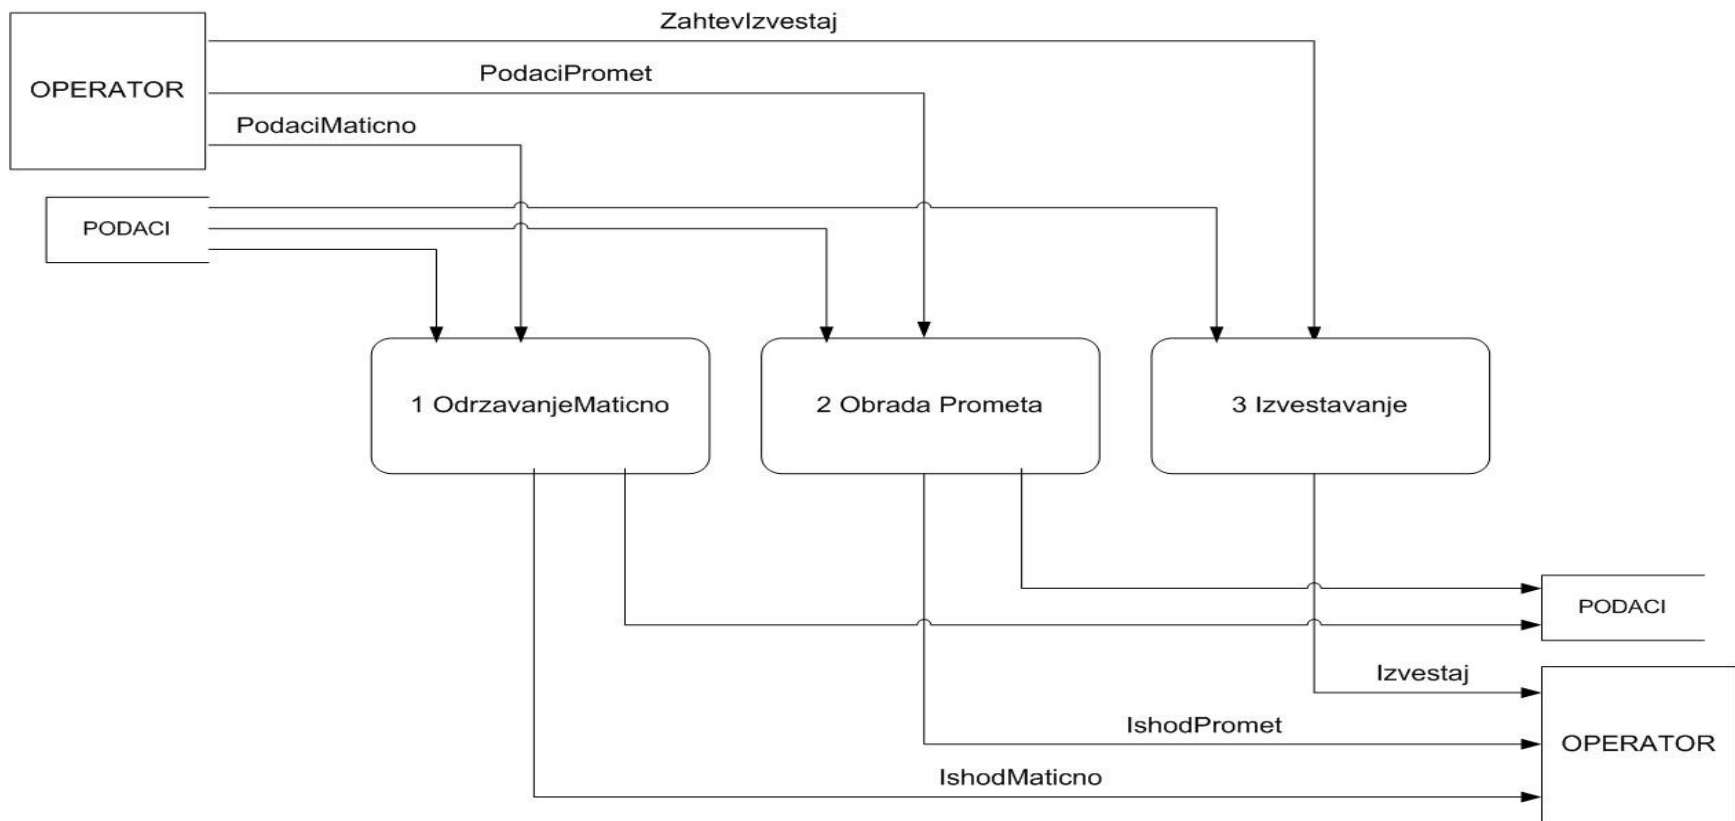 ZahtevIzvestaj
OPERATOR
PodaciPromet
PodaciMaticno
PODACI
1 OdrzavanjeMaticno
2 Obrada Prometa
3 Izvestavanje
PODACI
Izvestaj
IshodPromet
OPERATOR
IshodMaticno